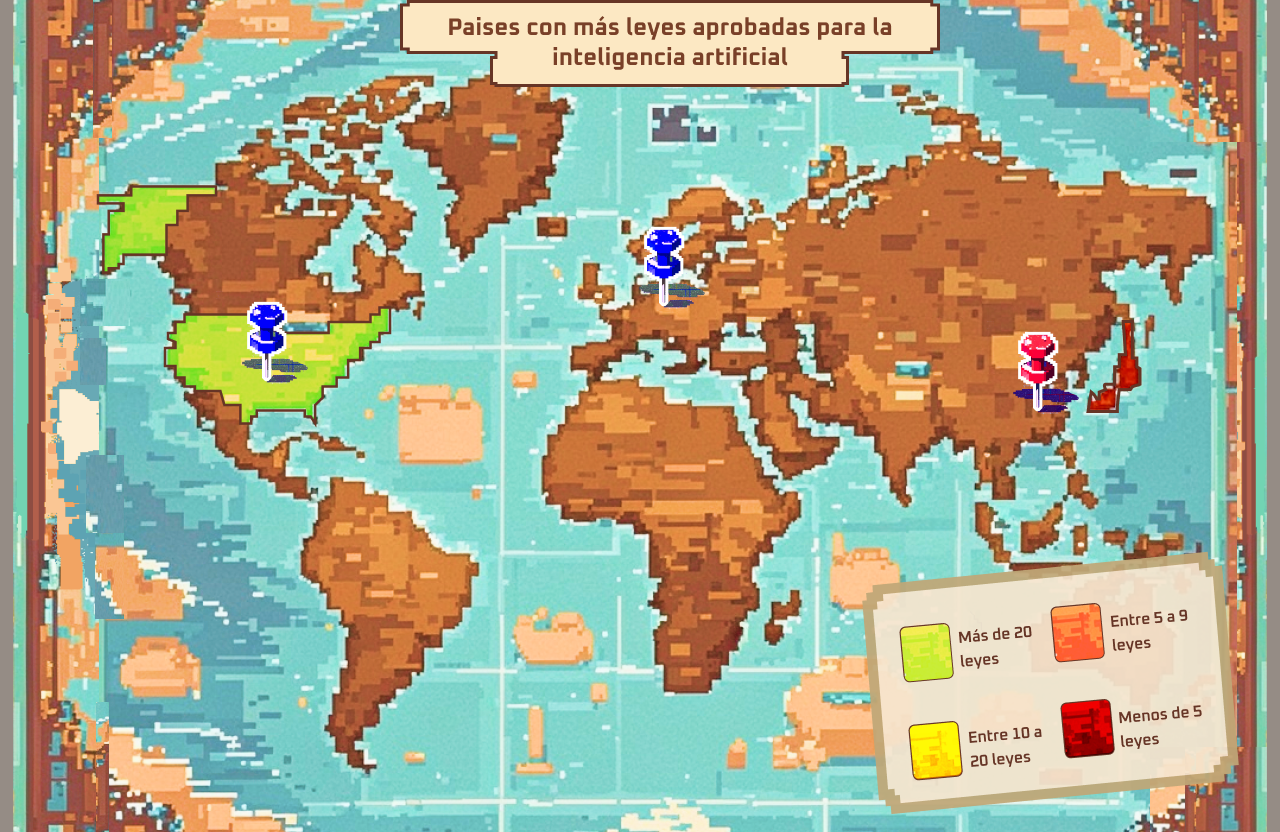 Paises con más leyes aprobadas para la
inteligencia artificial
Más de 20
leyes
Entre 5 a 9
leyes
Entre 10 a
20 leyes
Menos de 5
leyes